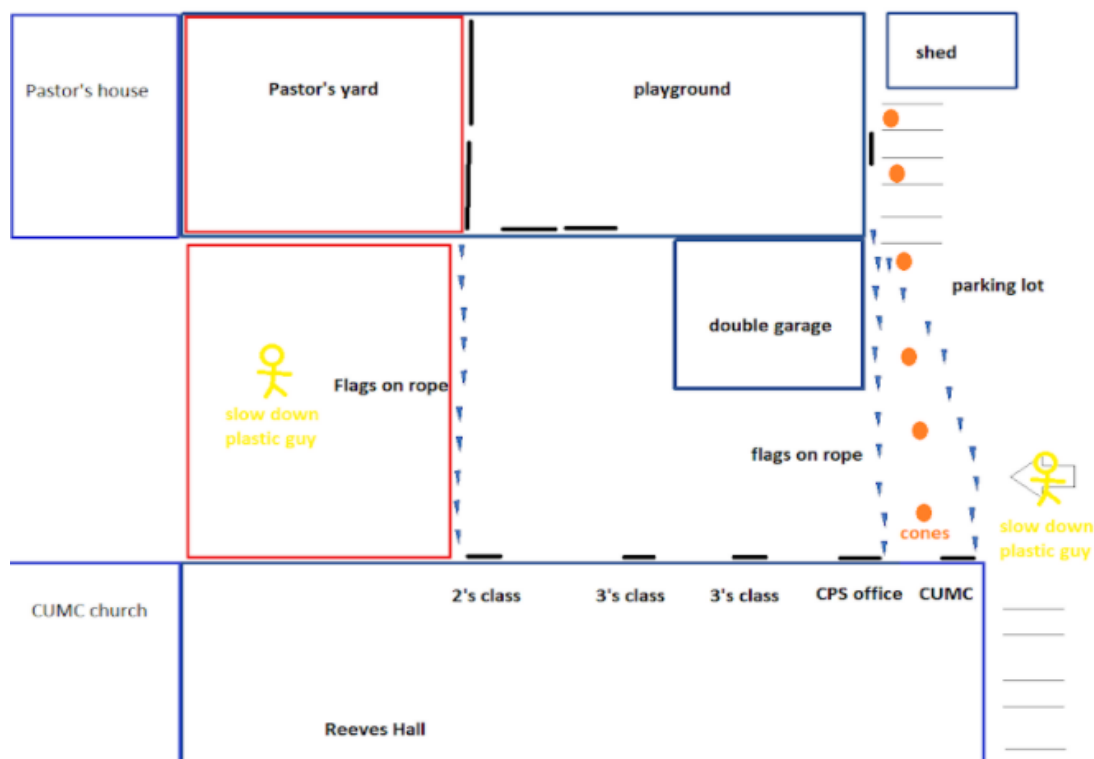 shed
Pastor's house
Pastor's yard
playground
parking lot
double garage
Flags on rope
slow down
plastic guy
flags on rope
cones
slow down
plastic guy
2's class
3's class
3's class
CPS office
CUMC
CUMC church
Reeves Hall